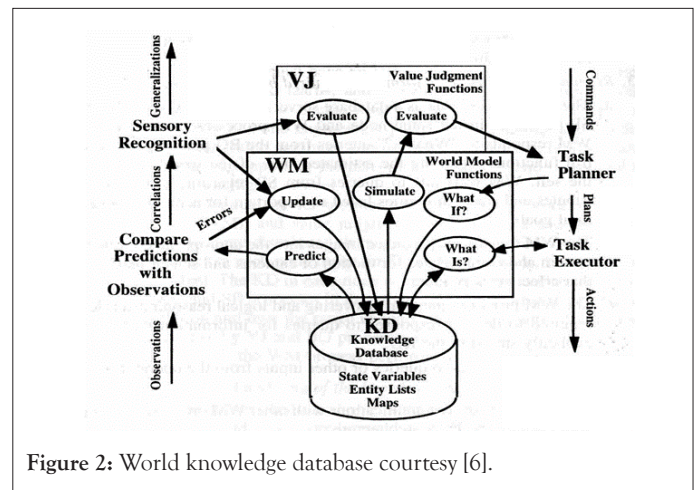 VJ
Value Judgment
Functions
Evaluate
Evaluate
Generalizations
Sensory
Recognition
Commands
Task
Planner
WM
World Model
Functions
Update
Simulate
What
If?
Correlations
Errors
Compare
Predictions
with
Observations
Predict
What
Is?
Plans
Task
Executor
Observations
Actions
KD
Knowledge
Database
State Variables
Entity Lists
Maps
Figure 2: World knowledge database courtesy [6].